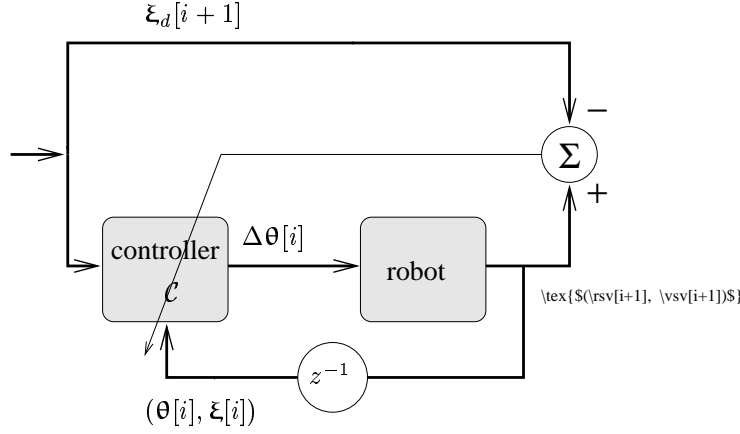 ξ_d[i + 1]
−
Σ
+
controller
C
Δθ[i]
robot
\tex{$(\rsv[i+1], \vsv[i+1])$}
z^{−1}
(θ[i], ξ[i])